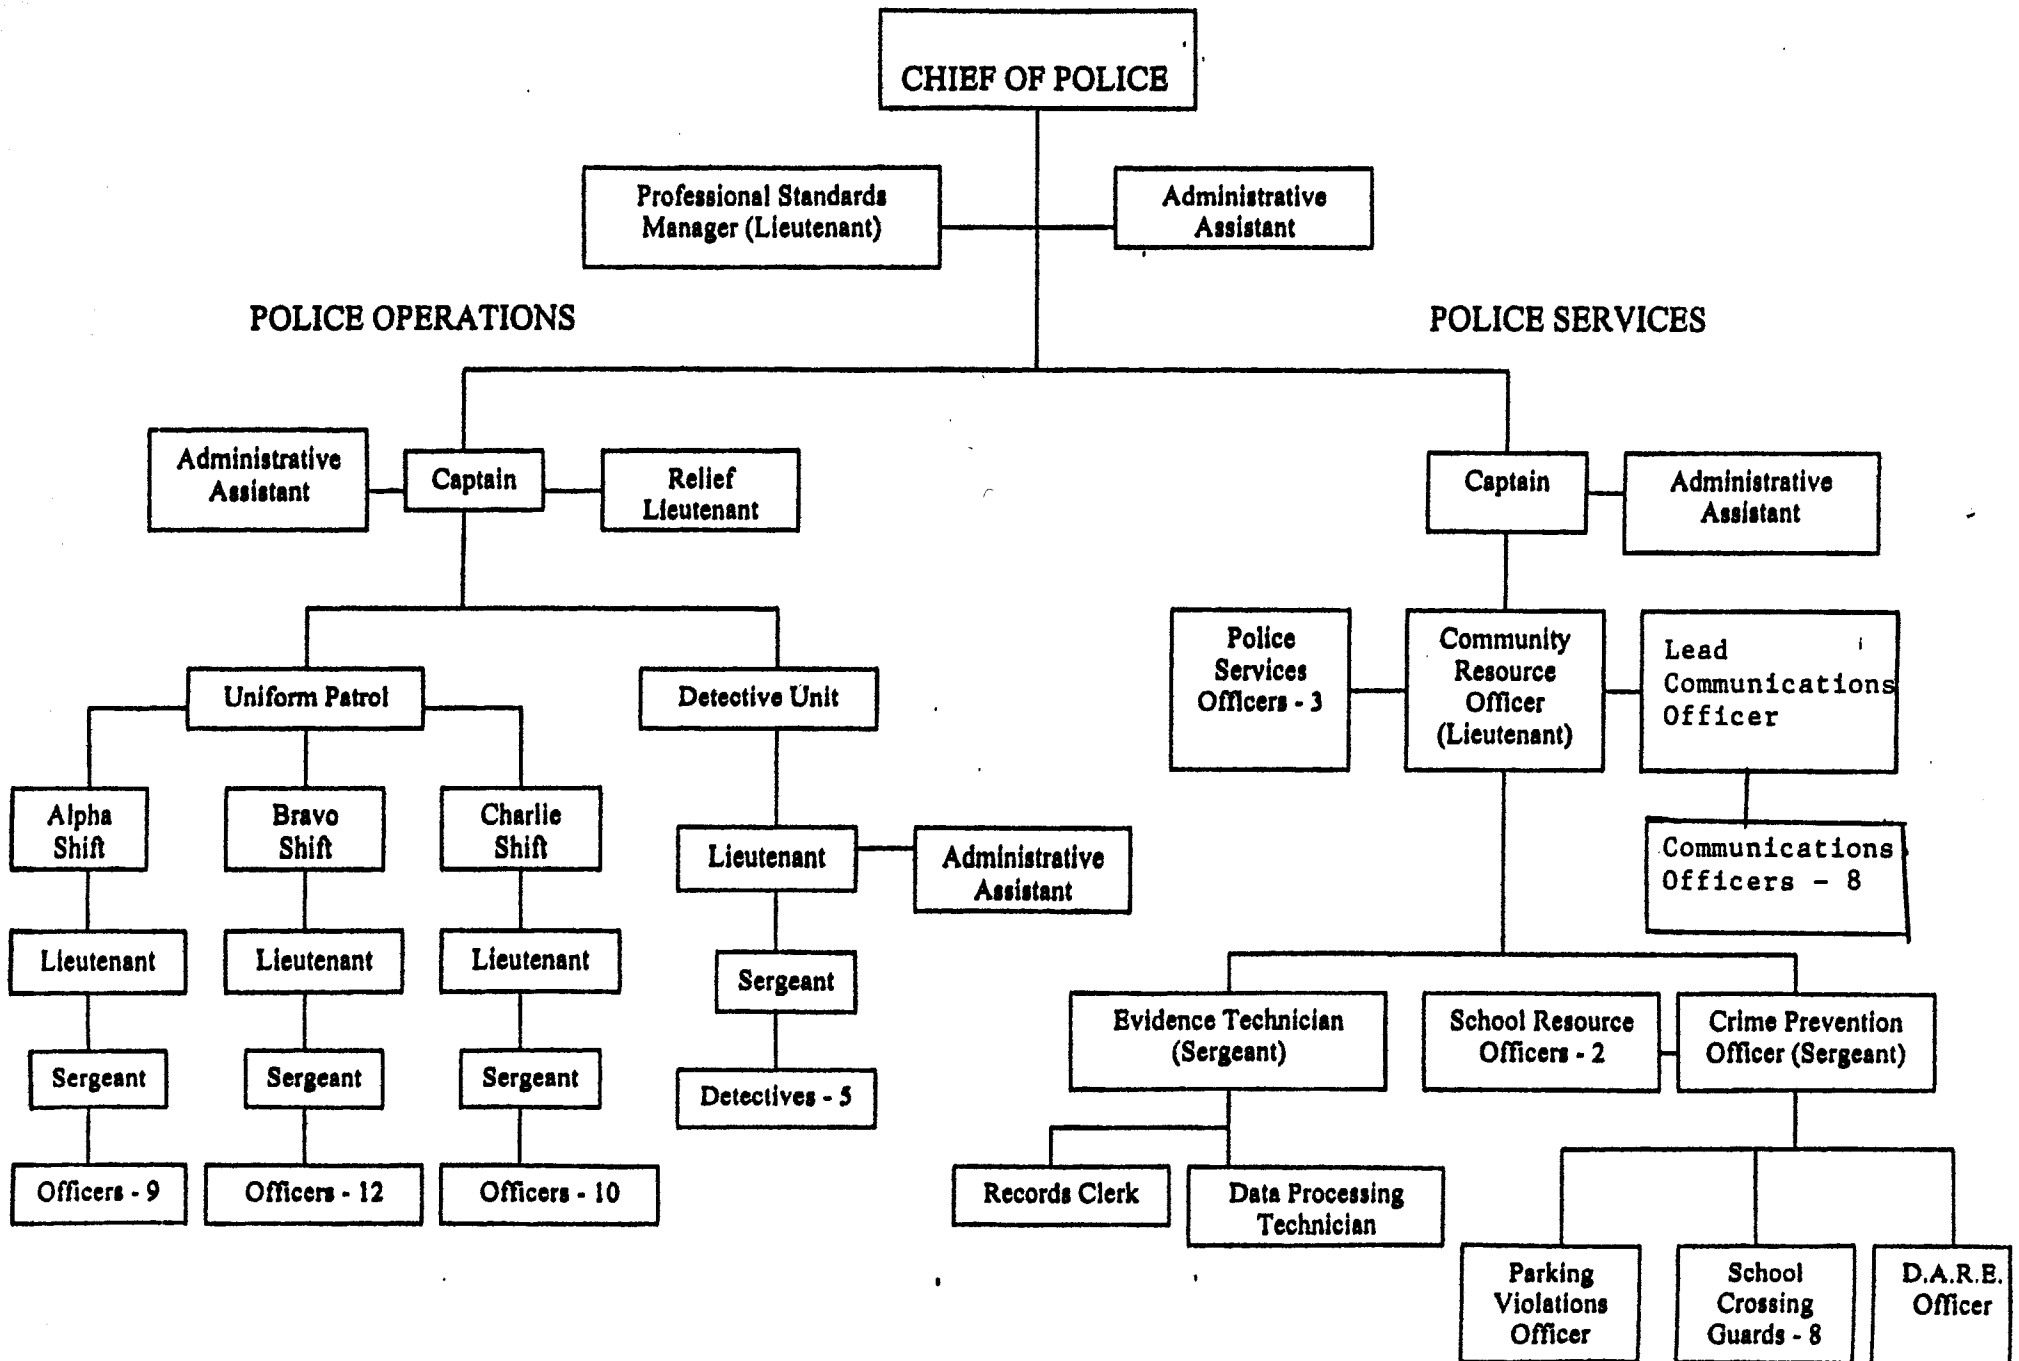 CHIEF OF POLICE
Professional Standards
Manager (Lieutenant)
Administrative
Assistant
POLICE OPERATIONS
POLICE SERVICES
Administrative
Assistant
Captain
Relief
Lieutenant
Captain
Administrative
Assistant
Uniform Patrol
Detective Unit
Police
Services
Officers - 3
Community
Resource
Officer
(Lieutenant)
Lead
Communications
Officer
Alpha
Shift
Bravo
Shift
Charlie
Shift
Lieutenant
Administrative
Assistant
Communications
Officers - 8
Lieutenant
Lieutenant
Lieutenant
Sergeant
Evidence Technician
(Sergeant)
School Resource
Officers - 2
Crime Prevention
Officer (Sergeant)
Sergeant
Sergeant
Sergeant
Detectives - 5
Officers - 9
Officers - 12
Officers - 10
Records Clerk
Data Processing
Technician
Parking
Violations
Officer
School
Crossing
Guards - 8
D.A.R.E.
Officer